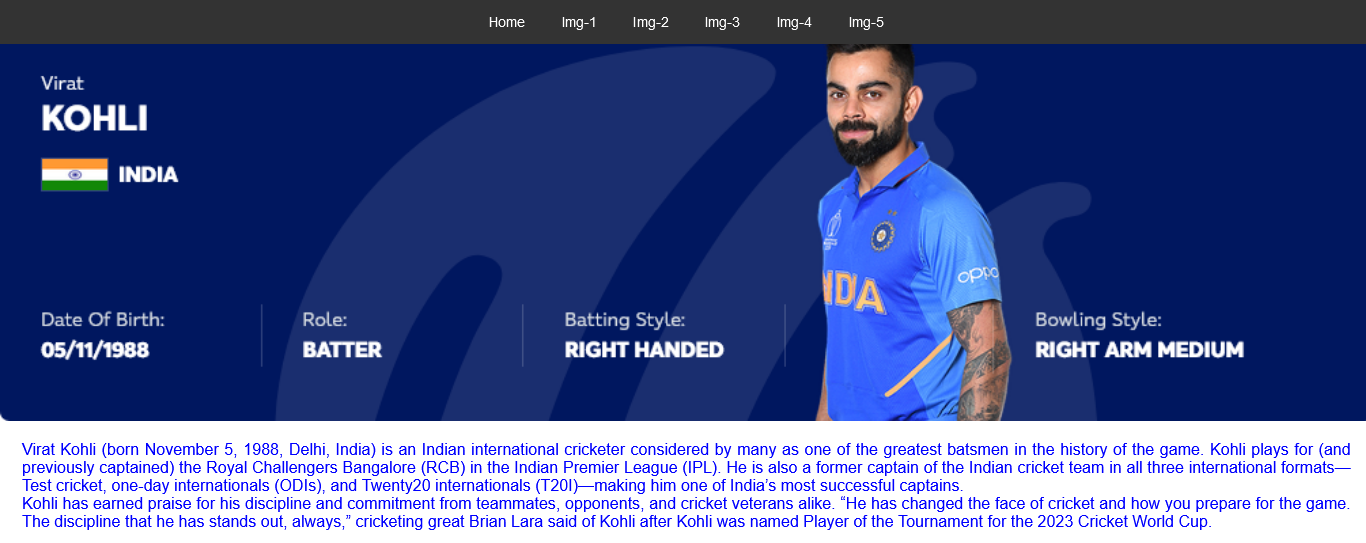 Home Img-1 Img-2 Img-3 Img-4 Img-5
Virat
KOHLI
INDIA
INDIA
oppo
Date Of Birth:
05/11/1988
Role:
BATTER
Batting Style:
RIGHT HANDED
Bowling Style:
RIGHT ARM MEDIUM
Virat Kohli (born November 5, 1988, Delhi, India) is an Indian international cricketer considered by many as one of the greatest batsmen in the history of the game. Kohli plays for (and
previously captained) the Royal Challengers Bangalore (RCB) in the Indian Premier League (IPL). He is also a former captain of the Indian cricket team in all three international formats—
Test cricket, one-day internationals (ODIs), and Twenty20 internationals (T20I)—making him one of India’s most successful captains.
Kohli has earned praise for his discipline and commitment from teammates, opponents, and cricket veterans alike. “He has changed the face of cricket and how you prepare for the game.
The discipline that he has stands out, always,” cricketing great Brian Lara said of Kohli after Kohli was named Player of the Tournament for the 2023 Cricket World Cup.